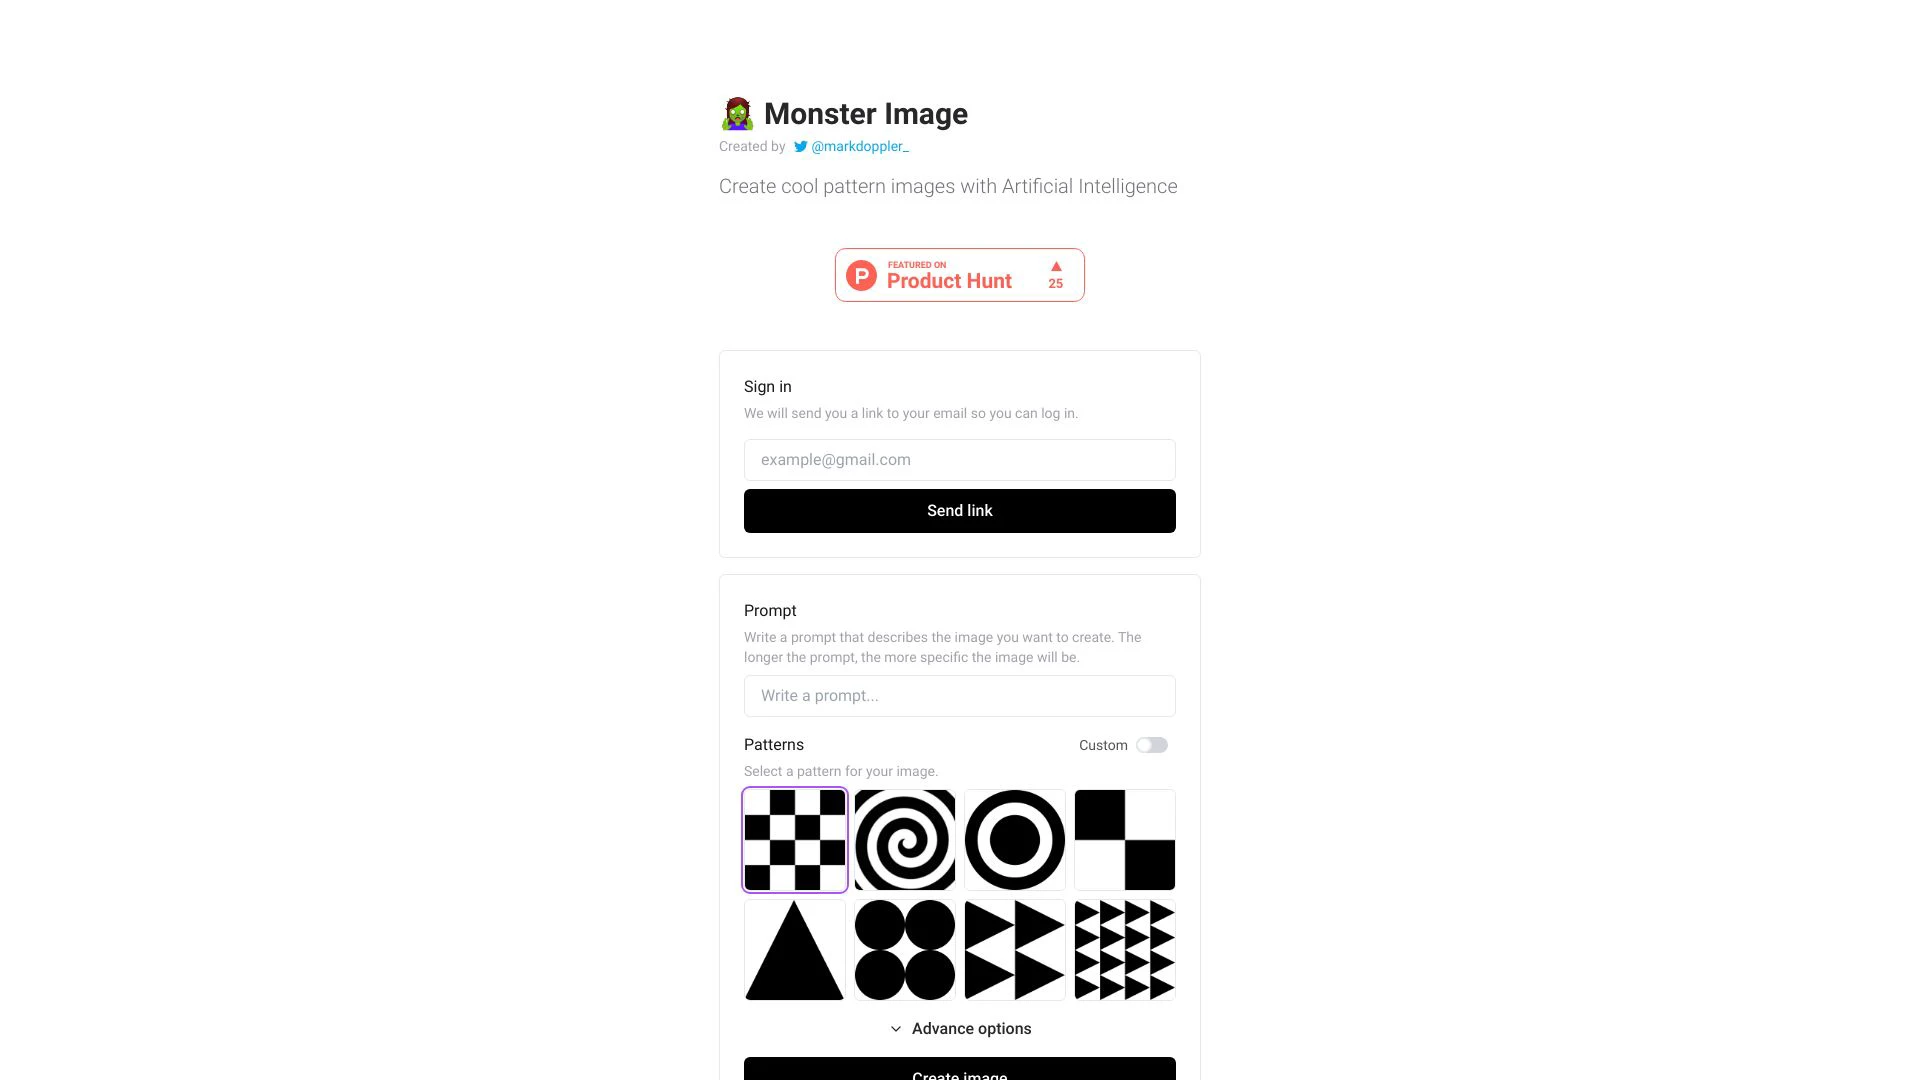 Monster Image
Created by @markdoppler_
Create cool pattern images with Artificial Intelligence
FEATURED ON
Product Hunt
25
Sign in
We will send you a link to your email so you can log in.
example@gmail.com
Send link
Prompt
Write a prompt that describes the image you want to create. The
longer the prompt, the more specific the image will be.
Write a prompt...
Patterns
Custom
Select a pattern for your image.
Advance options
Create image